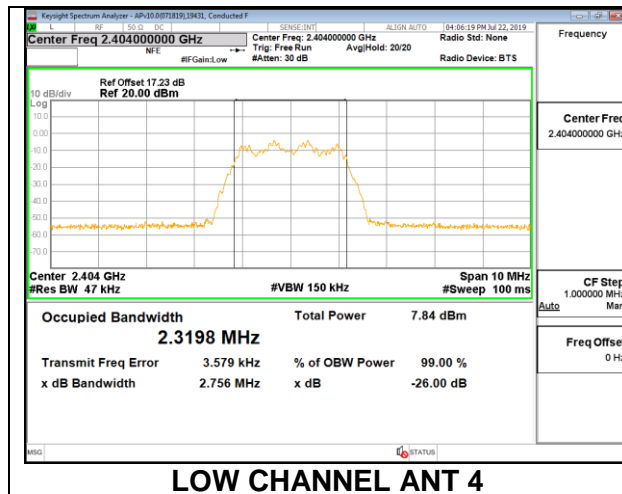 Keysight Spectrum Analyzer - APv10.0(071819),19431, Conducted F
L RF 50 Ω DC SENSE:INT ALIGN AUTO 04:06:19 PM Jul 22, 2019
Center Freq 2.404000000 GHz Center Freq: 2.404000000 GHz Radio Std: None Frequency
NFE Trig: Free Run Avg|Hold: 20/20
#IFGain:Low #Atten: 30 dB Radio Device: BTS
Ref Offset 17.23 dB
10 dB/div Ref 20.00 dBm
Log
10.0
0.00
-10.0
-20.0
-30.0
-40.0
-50.0
-60.0
-70.0
Center Freq
2.404000000 GHz
Center 2.404 GHz Span 10 MHz
#Res BW 47 kHz #VBW 150 kHz #Sweep 100 ms
CF Step
1.000000 MHz
Auto Man
Occupied Bandwidth Total Power 7.84 dBm
2.3198 MHz
Freq Offset
0 Hz
Transmit Freq Error 3.579 kHz % of OBW Power 99.00 %
x dB Bandwidth 2.756 MHz x dB -26.00 dB
MSG STATUS
LOW CHANNEL ANT 4